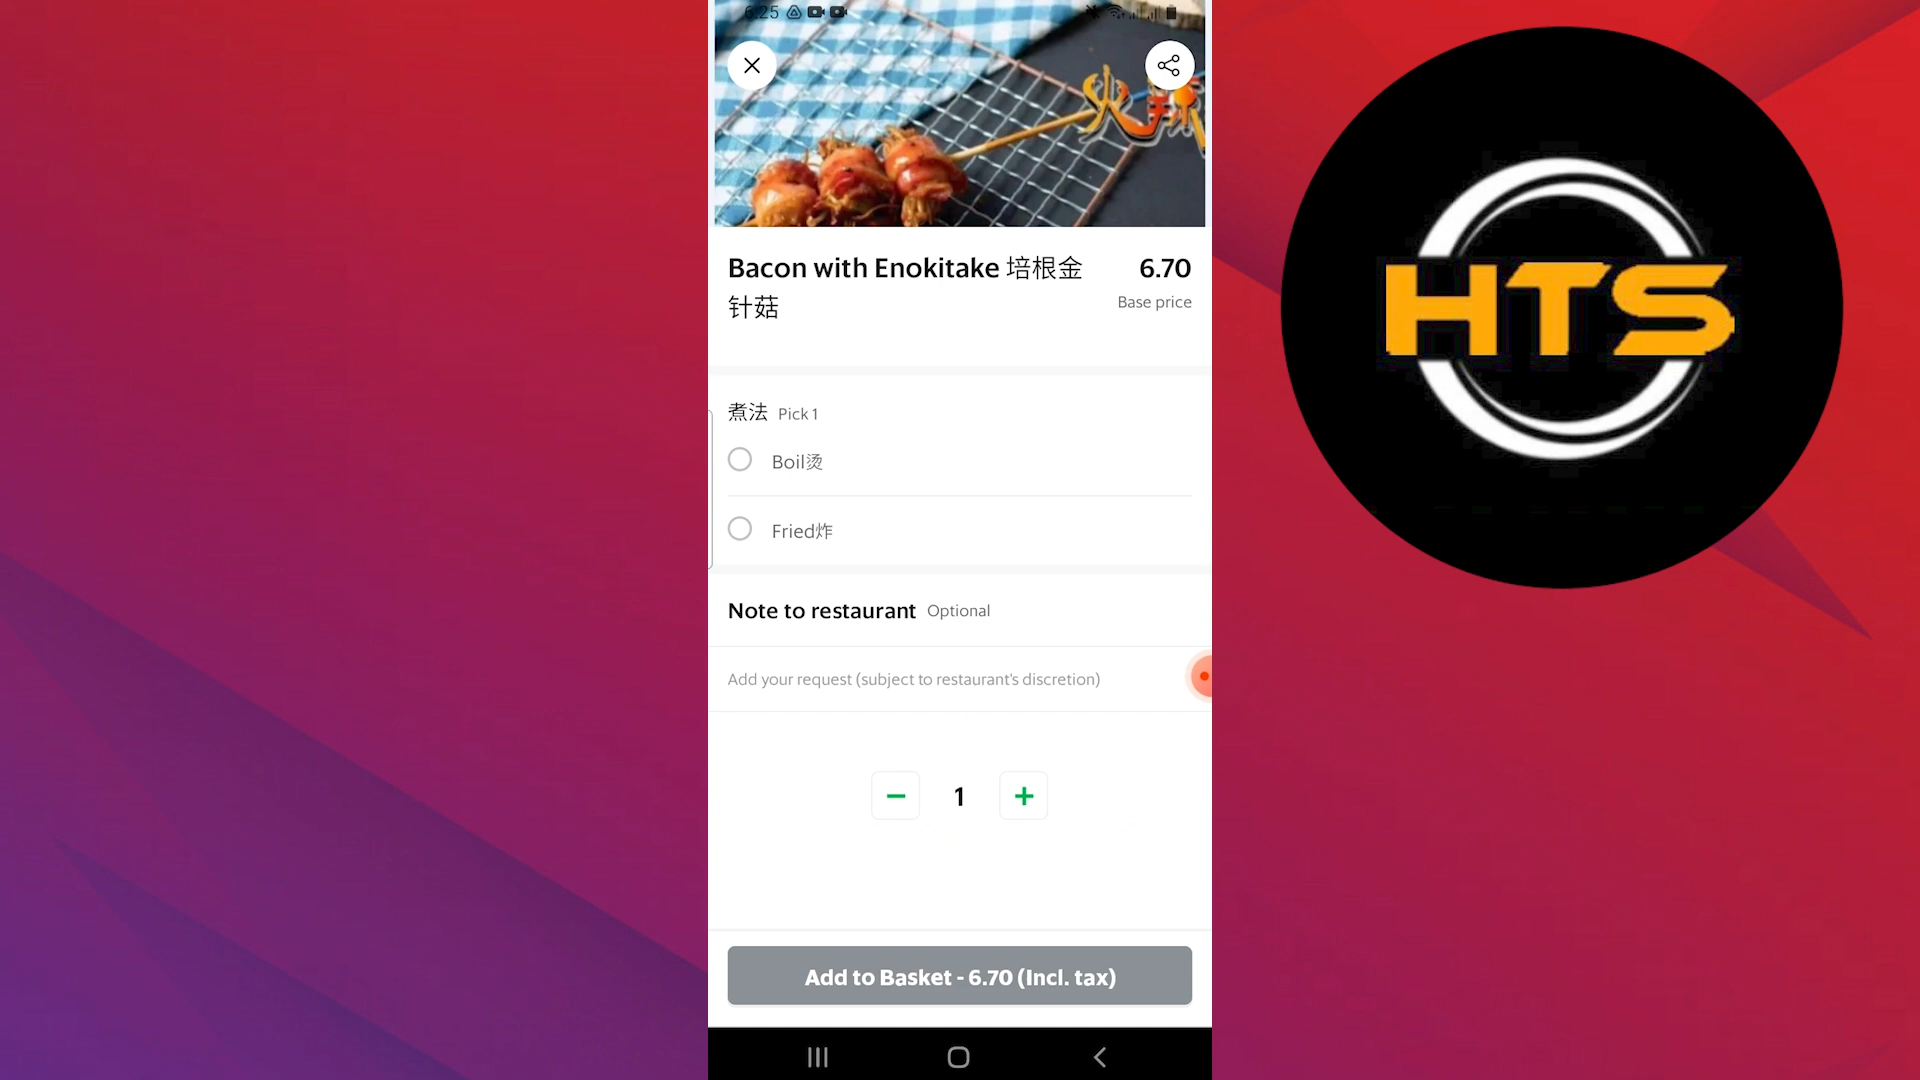 6:25
火辣
Bacon with Enokitake 培根金
针菇
6.70
Base price
煮法 Pick 1
Boil烫
Fried炸
Note to restaurant Optional
Add your request (subject to restaurant's discretion)
1
Add to Basket - 6.70 (Incl. tax)
HTS